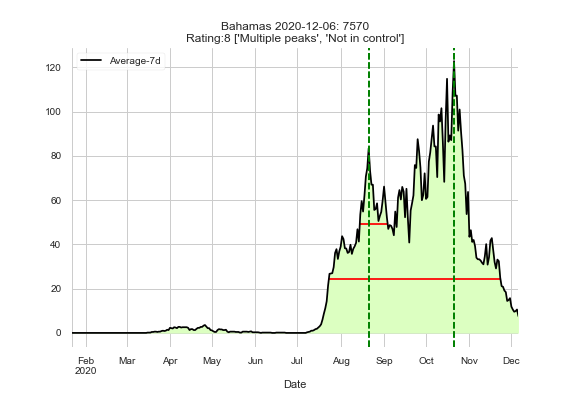 Bahamas 2020-12-06: 7570
Rating:8 ['Multiple peaks', 'Not in control']
Average-7d
120
100
80
60
40
20
0
Feb Mar Apr May Jun Jul Aug Sep Oct Nov Dec
2020
Date